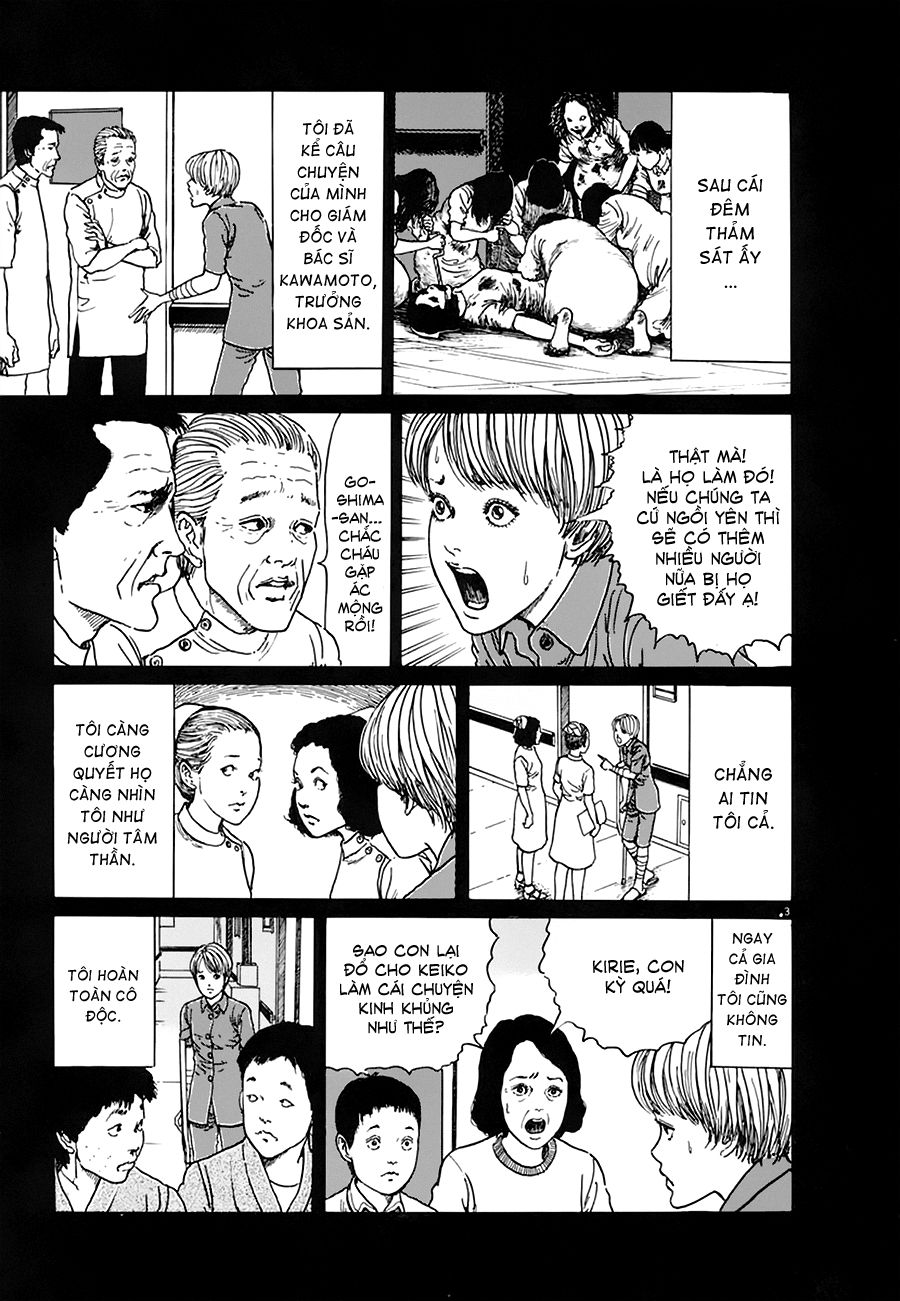 SAU CÁI
ĐÊM
THẢM
SÁT ẤY
...
TÔI ĐÃ
KỂ CÂU
CHUYỆN
CỦA MÌNH
CHO GIÁM
ĐỐC VÀ
BÁC SĨ
KAWAMOTO,
TRƯỞNG
KHOA SẢN.
THẬT MÀ!
LÀ HỌ LÀM ĐÓ!
NẾU CHÚNG TA
CỨ NGỒI YÊN THÌ
SẼ CÓ THÊM
NHIỀU NGƯỜI
NỮA BỊ HỌ
GIẾT ĐẤY Ạ!
GO-
SHIMA
-SAN...
CHẮC
CHÁU
GẶP
ÁC
MỘNG
RỒI!
CHẲNG
AI TIN
TÔI CẢ.
TÔI CÀNG
CƯƠNG
QUYẾT HỌ
CÀNG NHÌN
TÔI NHƯ
NGƯỜI TÂM
THẦN.
3
NGAY
CẢ GIA
ĐÌNH
TÔI CŨNG
KHÔNG
TIN.
KIRIE, CON
KỲ QUÁ!
SAO CON LẠI
ĐỔ CHO KEIKO
LÀM CÁI CHUYỆN
KINH KHỦNG
NHƯ THẾ?
TÔI HOÀN
TOÀN CÔ
ĐỘC.